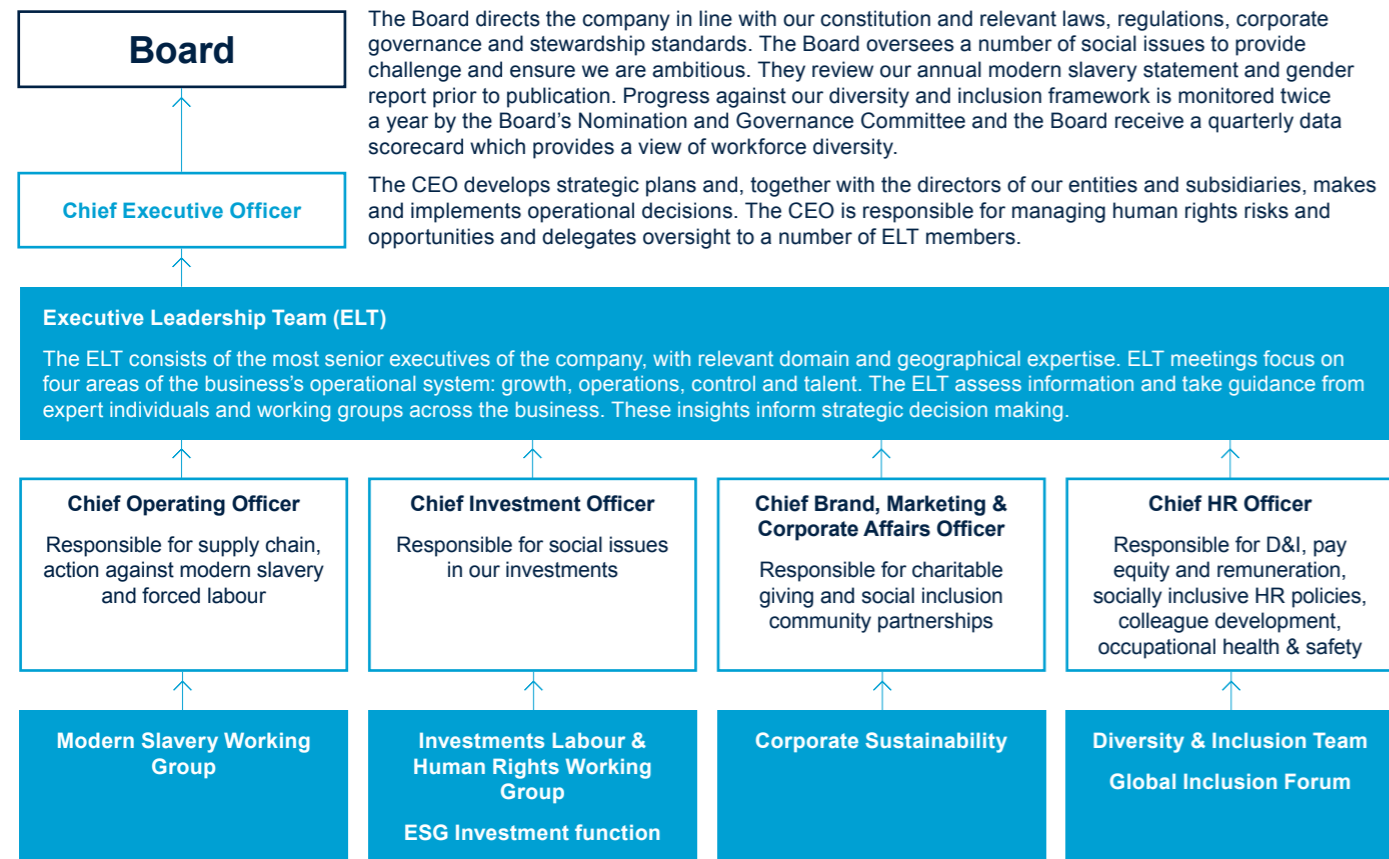 Board
The Board directs the company in line with our constitution and relevant laws, regulations, corporate
governance and stewardship standards. The Board oversees a number of social issues to provide
challenge and ensure we are ambitious. They review our annual modern slavery statement and gender
report prior to publication. Progress against our diversity and inclusion framework is monitored twice
a year by the Board’s Nomination and Governance Committee and the Board receive a quarterly data
scorecard which provides a view of workforce diversity.
Chief Executive Officer
The CEO develops strategic plans and, together with the directors of our entities and subsidiaries, makes
and implements operational decisions. The CEO is responsible for managing human rights risks and
opportunities and delegates oversight to a number of ELT members.
Executive Leadership Team (ELT)
The ELT consists of the most senior executives of the company, with relevant domain and geographical expertise. ELT meetings focus on
four areas of the business’s operational system: growth, operations, control and talent. The ELT assess information and take guidance from
expert individuals and working groups across the business. These insights inform strategic decision making.
Chief Operating Officer
Responsible for supply chain,
action against modern slavery
and forced labour
Chief Investment Officer
Responsible for social issues
in our investments
Chief Brand, Marketing &
Corporate Affairs Officer
Responsible for charitable
giving and social inclusion
community partnerships
Chief HR Officer
Responsible for D&I, pay
equity and remuneration,
socially inclusive HR policies,
colleague development,
occupational health & safety
Modern Slavery Working
Group
Investments Labour &
Human Rights Working
Group
ESG Investment function
Corporate Sustainability
Diversity & Inclusion Team
Global Inclusion Forum